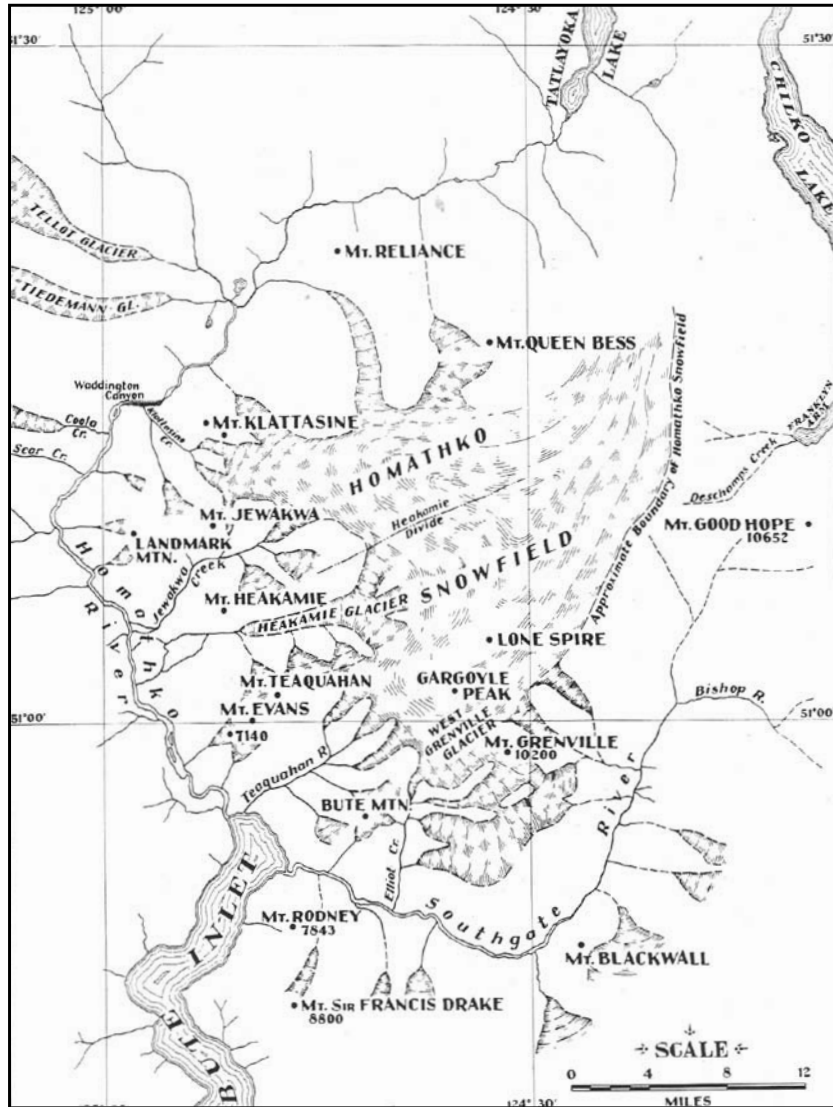 125°00'
124°30'
51°30'
51°30'
TATLAYOKA
LAKE
CHILKO
LAKE
TELLOT GLACIER
TIEDEMANN GL.
• MT. RELIANCE
• MT. QUEEN BESS
Waddington
Canyon
Coola
Cr.
Klattasine
Cr.
• MT. KLATTASINE
Scar Cr.
HOMATHKO
SNOWFIELD
Heakamie
Divide
Approximate Boundary of Homathko Snowfield
FRANKLYN
ARM
Deschamps Creek
MT. GOOD HOPE •
10652
MT. JEWAKWA
LANDMARK
MTN.
Jewakwa
Creek
Homathko
River
MT. HEAKAMIE
HEAKAMIE GLACIER
• LONE SPIRE
MT. TEAQUAHAN
GARGOYLE
PEAK
MT. EVANS
• 7140
WEST
GRENVILLE
GLACIER
MT. GRENVILLE
10200
Bishop R.
51°00'
51°00'
Teaquahan R.
BUTE MTN.
Elliot Cr.
Southgate
River
BUTE INLET
MT. RODNEY
• 7843
• MT. SIR FRANCIS DRAKE
8800
MT. BLACKWALL
SCALE
0 4 8 12
MILES
124°30'